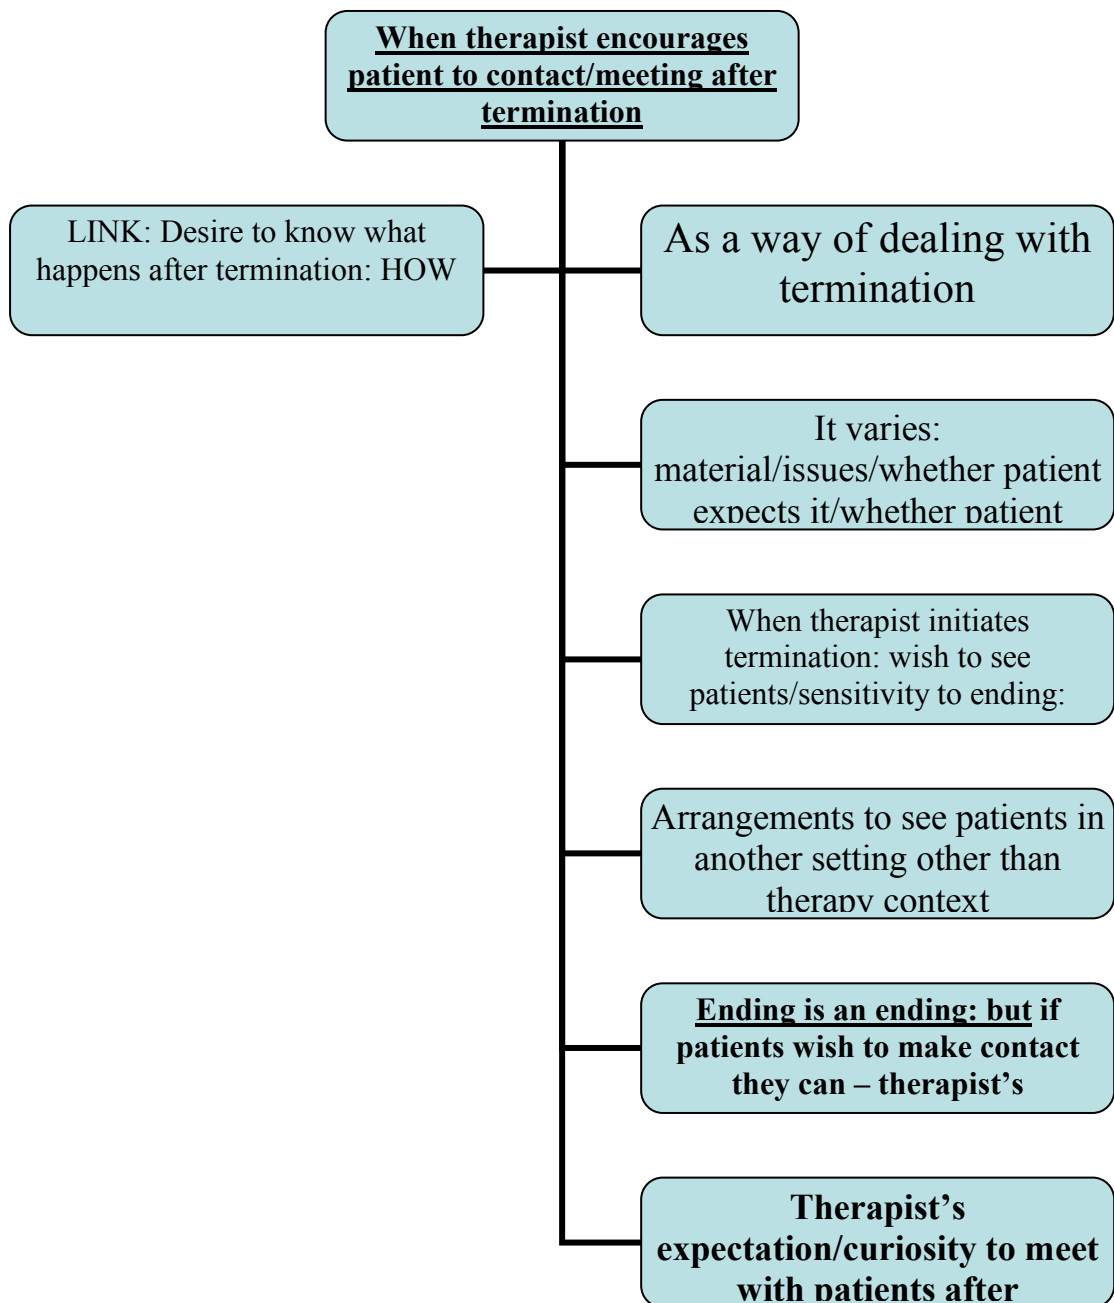 When therapist encourages
patient to contact/meeting after
termination
LINK: Desire to know what
happens after termination: HOW
As a way of dealing with
termination
It varies:
material/issues/whether patient
expects it/whether patient
When therapist initiates
termination: wish to see
patients/sensitivity to ending:
Arrangements to see patients in
another setting other than
therapy context
Ending is an ending: but if
patients wish to make contact
they can – therapist’s
Therapist’s
expectation/curiosity to meet
with patients after